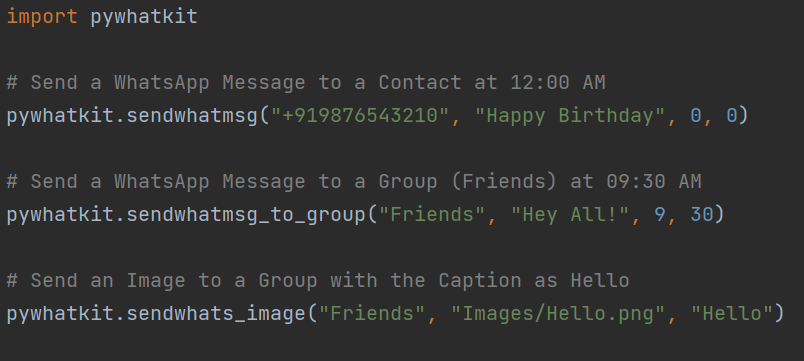 import pywhatkit
# Send a WhatsApp Message to a Contact at 12:00 AM
pywhatkit.sendwhatmsg("+919876543210", "Happy Birthday", 0, 0)
# Send a WhatsApp Message to a Group (Friends) at 09:30 AM
pywhatkit.sendwhatmsg_to_group("Friends", "Hey All!", 9, 30)
# Send an Image to a Group with the Caption as Hello
pywhatkit.sendwhats_image("Friends", "Images/Hello.png", "Hello")